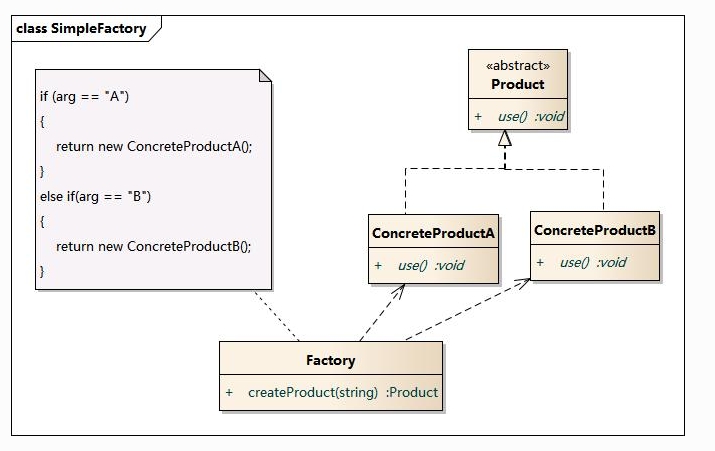 class SimpleFactory
if (arg == "A")
{
return new ConcreteProductA();
}
else if(arg == "B")
{
return new ConcreteProductB();
}
«abstract»
Product
+ use() :void
ConcreteProductA
+ use() :void
ConcreteProductB
+ use() :void
Factory
+ createProduct(string) :Product